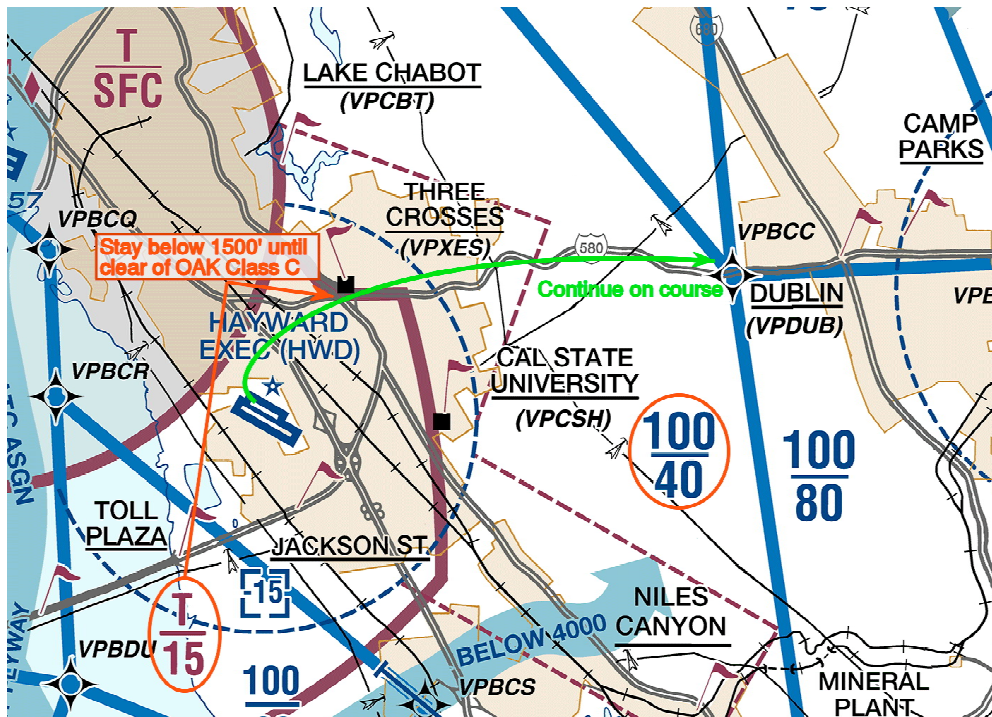 T
SFC
LAKE CHABOT
(VPCBT)
680
CAMP
PARKS
THREE
CROSSES
(VPXES)
57
VPBCQ
VPBCC
Stay below 1500' until
clear of OAK Class C
580
Continue on course
DUBLIN
(VPDUB)
HAYWARD
EXEC (HWD)
VPBCR
CAL STATE
UNIVERSITY
(VPCSH)
100
40
100
80
ASGN
TOLL
PLAZA
JACKSON ST.
T
15
-15
NILES
CANYON
BELOW 4000
VPBDU
FLYWAY
100
VPBCS
MINERAL
PLANT